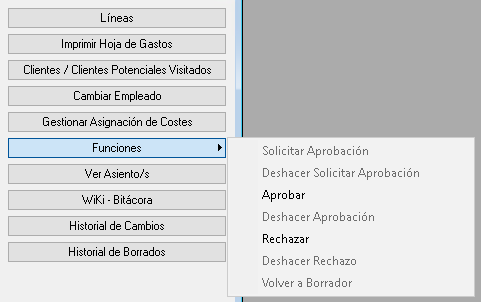 Líneas
Imprimir Hoja de Gastos
Clientes / Clientes Potenciales Visitados
Cambiar Empleado
Gestionar Asignación de Costes
Funciones
Ver Asiento/s
WiKi - Bitácora
Historial de Cambios
Historial de Borrados
Solicitar Aprobación
Deshacer Solicitar Aprobación
Aprobar
Deshacer Aprobación
Rechazar
Deshacer Rechazo
Volver a Borrador